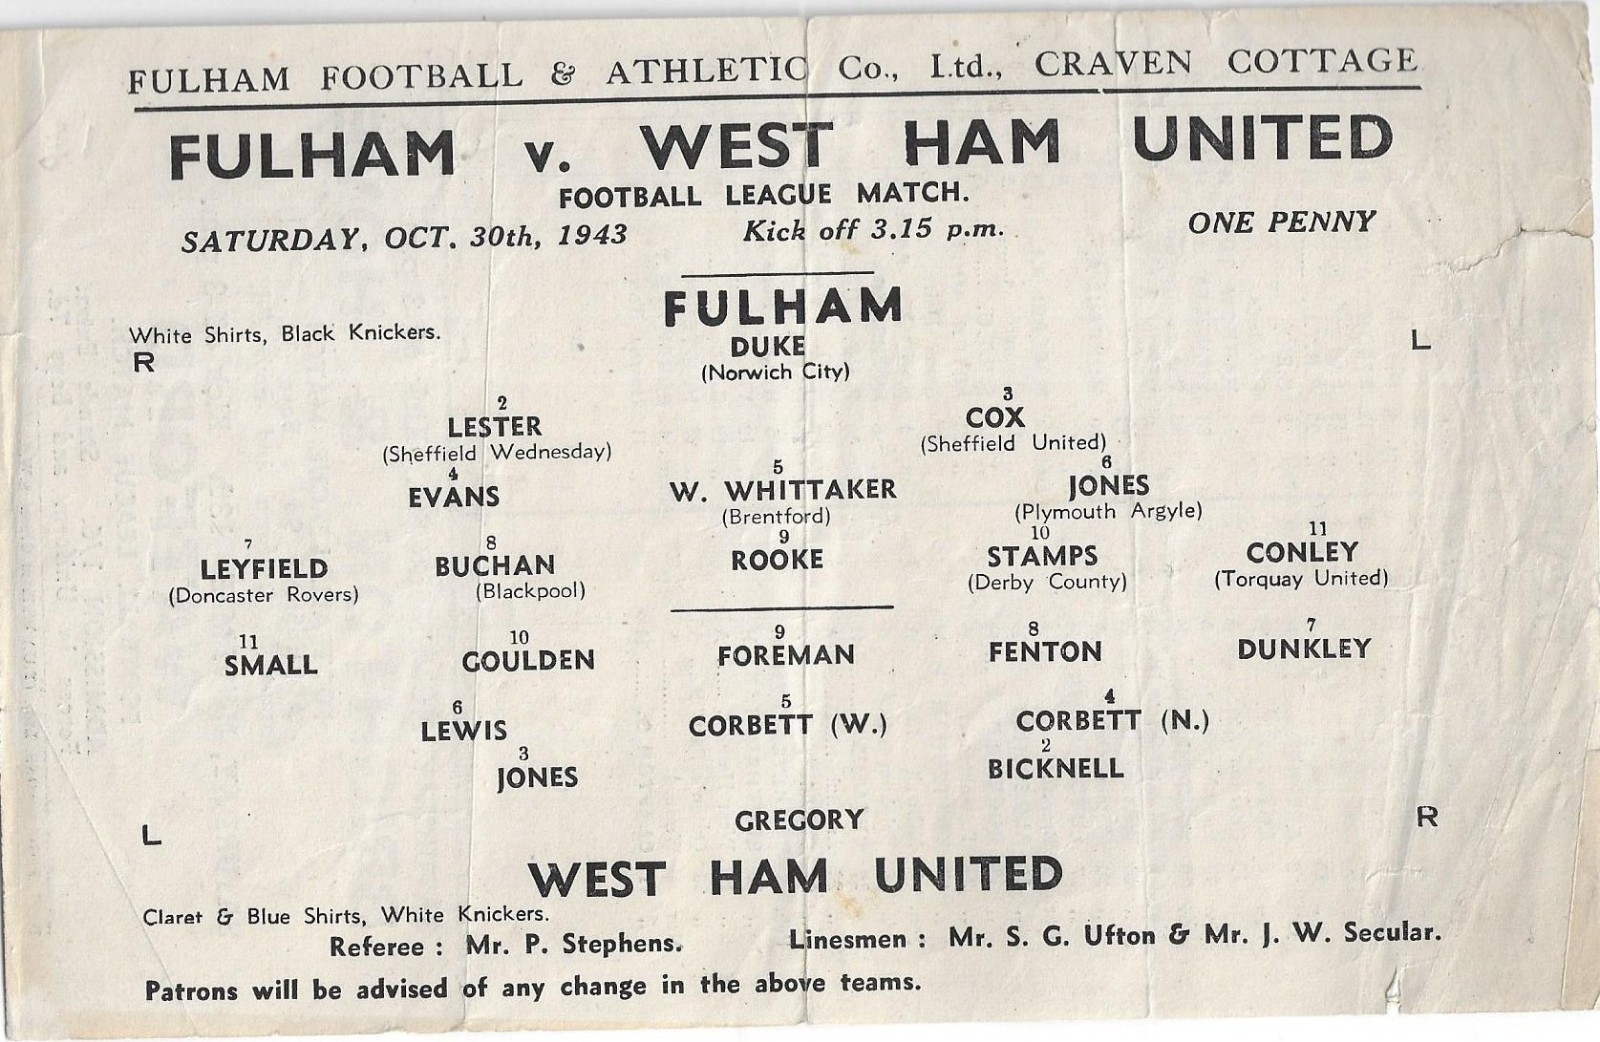 FULHAM FOOTBALL & ATHLETIC Co., Ltd., CRAVEN COTTAGE
FULHAM v. WEST HAM UNITED
FOOTBALL LEAGUE MATCH.
SATURDAY, OCT. 30th, 1943 Kick off 3.15 p.m. ONE PENNY
FULHAM
White Shirts, Black Knickers.
R L
DUKE
(Norwich City)
2 3
LESTER COX
(Sheffield Wednesday) (Sheffield United)
4 5 6
EVANS W. WHITTAKER JONES
(Brentford) (Plymouth Argyle)
7 8 9 10 11
LEYFIELD BUCHAN ROOKE STAMPS CONLEY
(Doncaster Rovers) (Blackpool) (Derby County) (Torquay United)
11 10 9 8 7
SMALL GOULDEN FOREMAN FENTON DUNKLEY
6 5 4
LEWIS CORBETT (W.) CORBETT (N.)
3 2
JONES BICKNELL
GREGORY
L R
WEST HAM UNITED
Claret & Blue Shirts, White Knickers.
Referee : Mr. P. Stephens. Linesmen : Mr. S. G. Ufton & Mr. J. W. Secular.
Patrons will be advised of any change in the above teams.